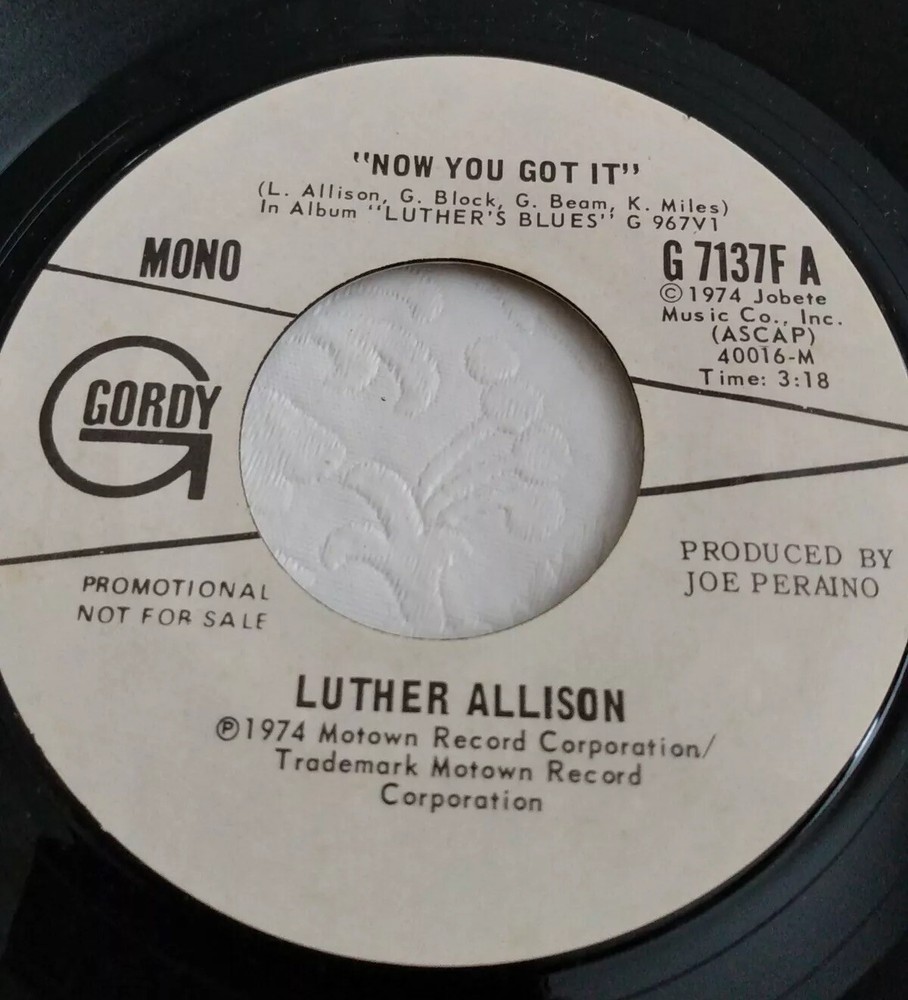 "NOW YOU GOT IT"
(L. Allison, G. Block, G. Beam, K. Miles)
In Album "LUTHER'S BLUES" G 967V1
MONO
G 7137F A
©1974 Jobete
Music Co., Inc.
(ASCAP)
40016-M
Time: 3:18
GORDY
PROMOTIONAL
NOT FOR SALE
PRODUCED BY
JOE PERAINO
LUTHER ALLISON
℗1974 Motown Record Corporation/
Trademark Motown Record
Corporation